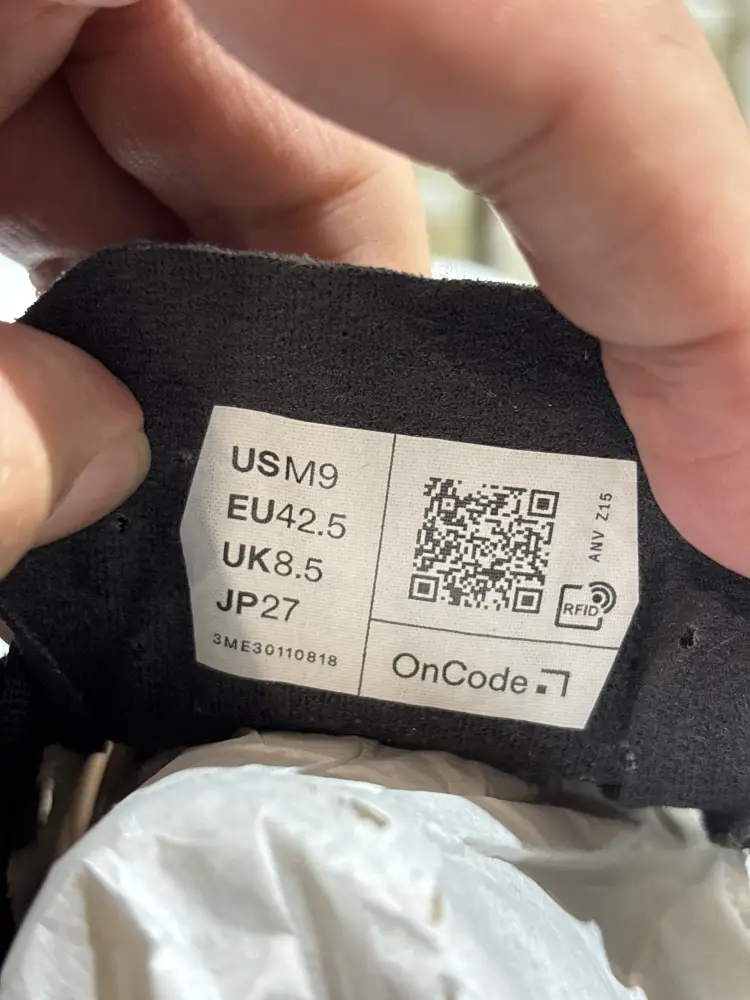 USM9
EU42.5
UK8.5
JP27
3ME30110818
ANV Z15
RFID
OnCode